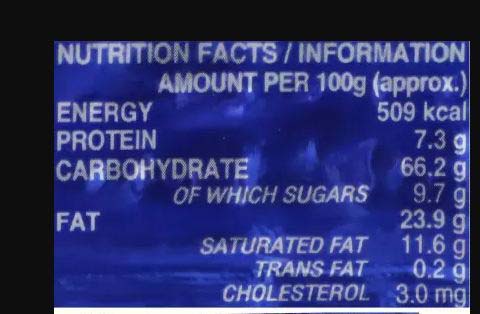 NUTRITION FACTS / INFORMATION
AMOUNT PER 100g (approx.)
ENERGY 509 kcal
PROTEIN 7.3 g
CARBOHYDRATE 66.2 g
OF WHICH SUGARS 9.7 g
FAT 23.9 g
SATURATED FAT 11.6 g
TRANS FAT 0.2 g
CHOLESTEROL 3.0 mg